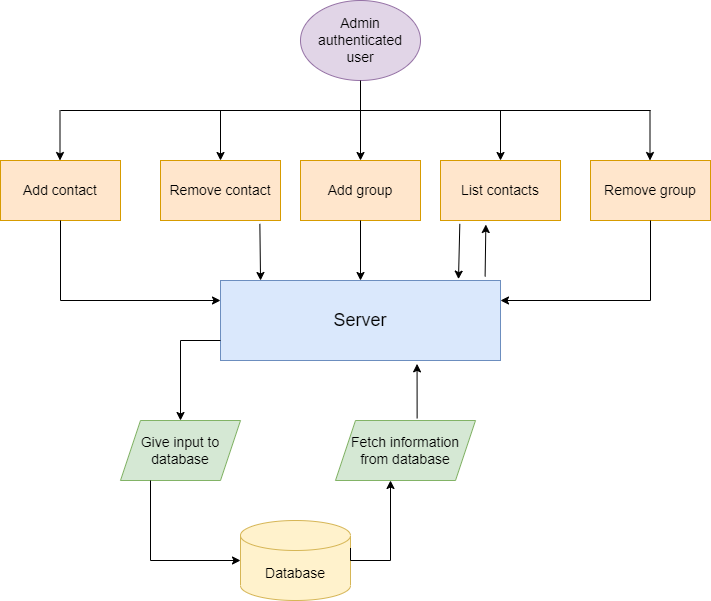 Admin
authenticated
user
Add contact
Remove contact
Add group
List contacts
Remove group
Server
Give input to
database
Fetch information
from database
Database